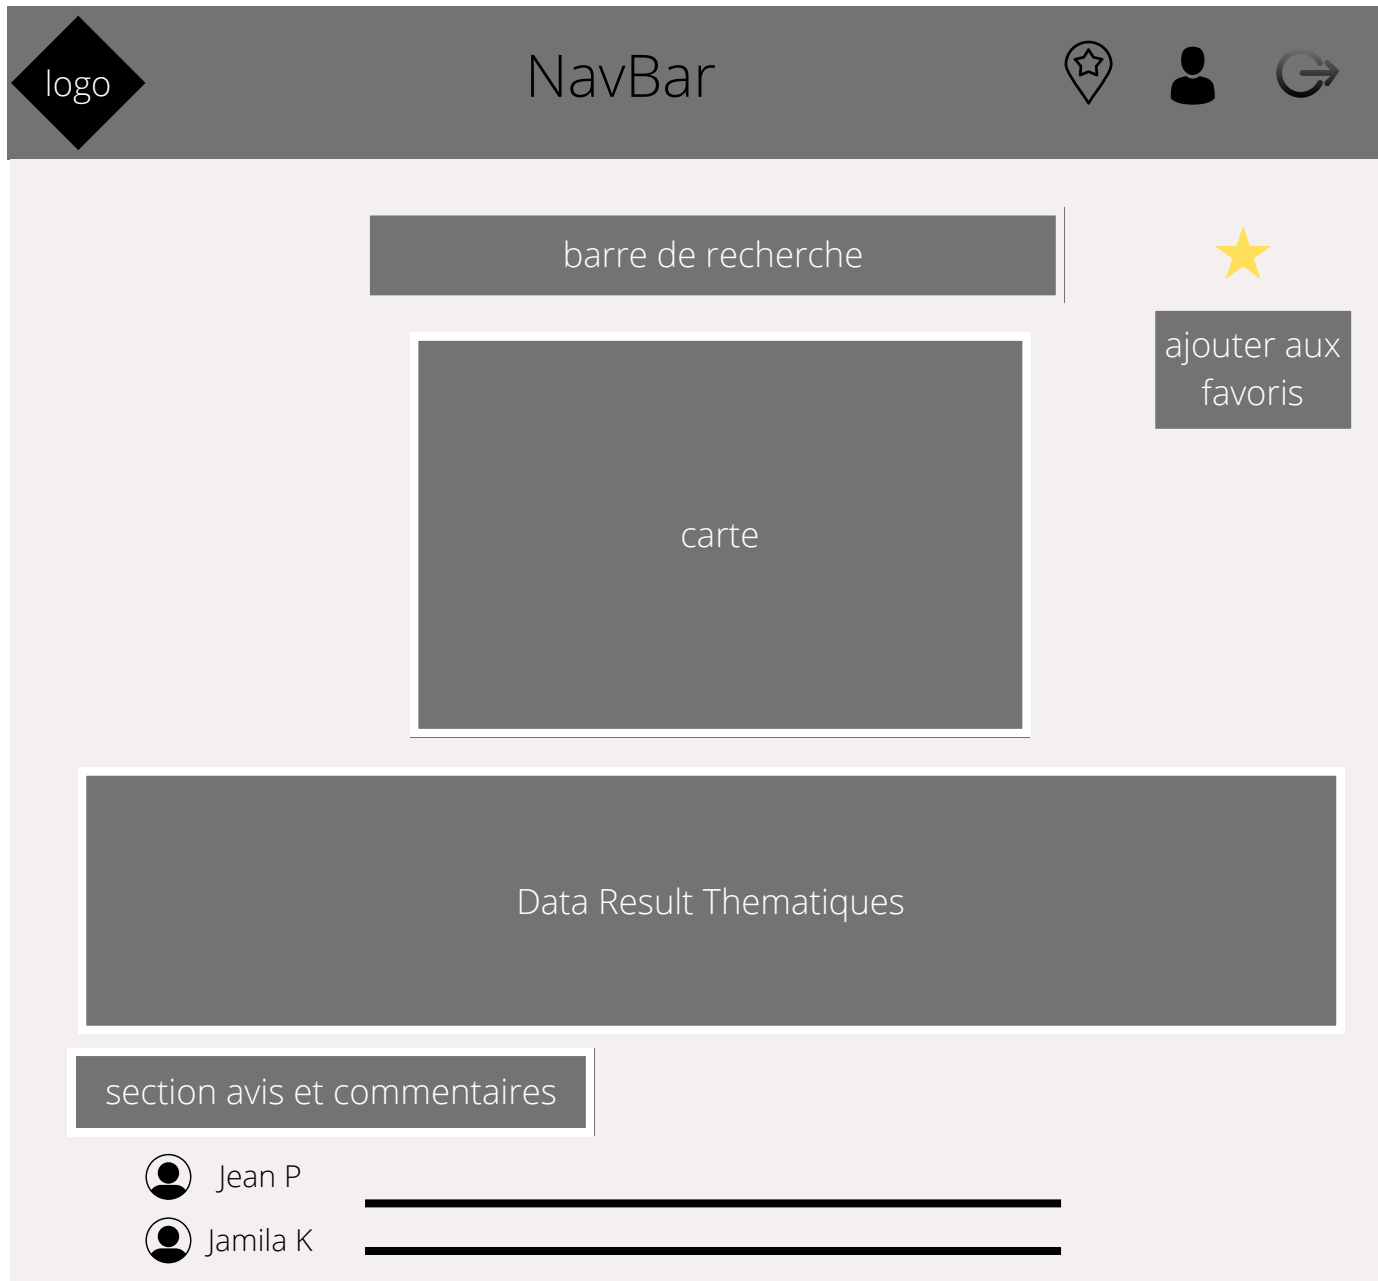 logo
NavBar
barre de recherche
ajouter aux
favoris
carte
Data Result Thematiques
section avis et commentaires
Jean P
Jamila K